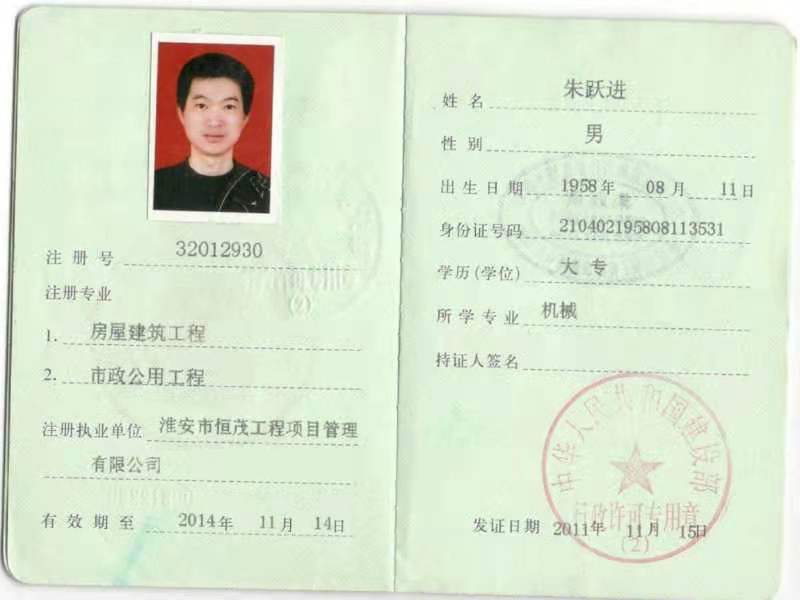 注册号 32012930
注册专业
1. 房屋建筑工程
2. 市政公用工程
注册执业单位 淮安市恒茂工程项目管理
有限公司
有效期至 2014年 11月 14日
姓名 朱跃进
性别 男
出生日期 1958年 08月 11日
身份证号码 210402195808113531
学历(学位) 大专
所学专业 机械
持证人签名
中华人民共和国建设部
行政许可专用章
(2)
发证日期 2011年 11月 15日